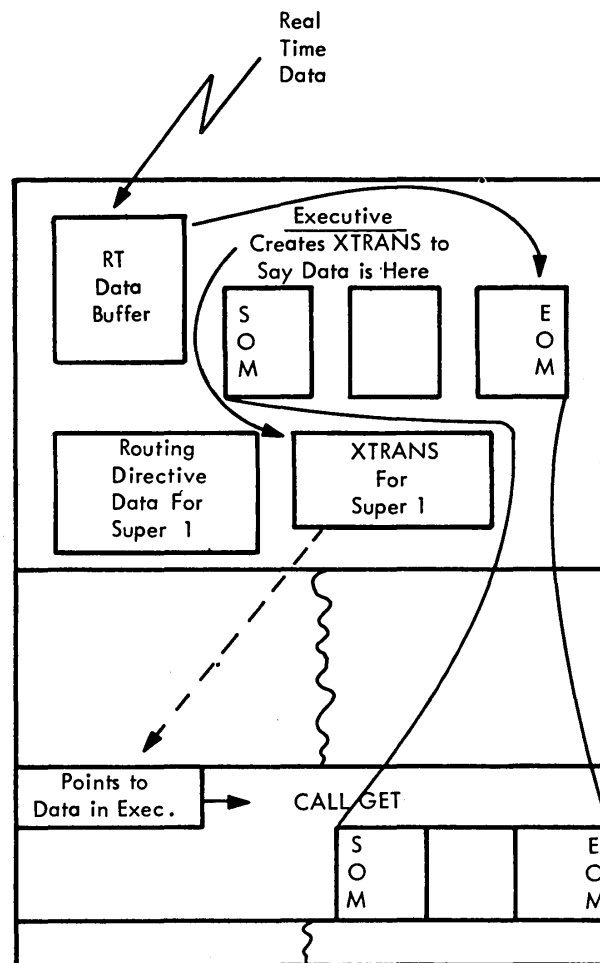 Real
Time
Data
Executive
Creates XTRANS to
Say Data is Here
RT
Data
Buffer
S
O
M
E
O
M
Routing
Directive
Data For
Super 1
XTRANS
For
Super 1
Points to
Data in Exec.
CALL GET
S
O
M
E
O
M